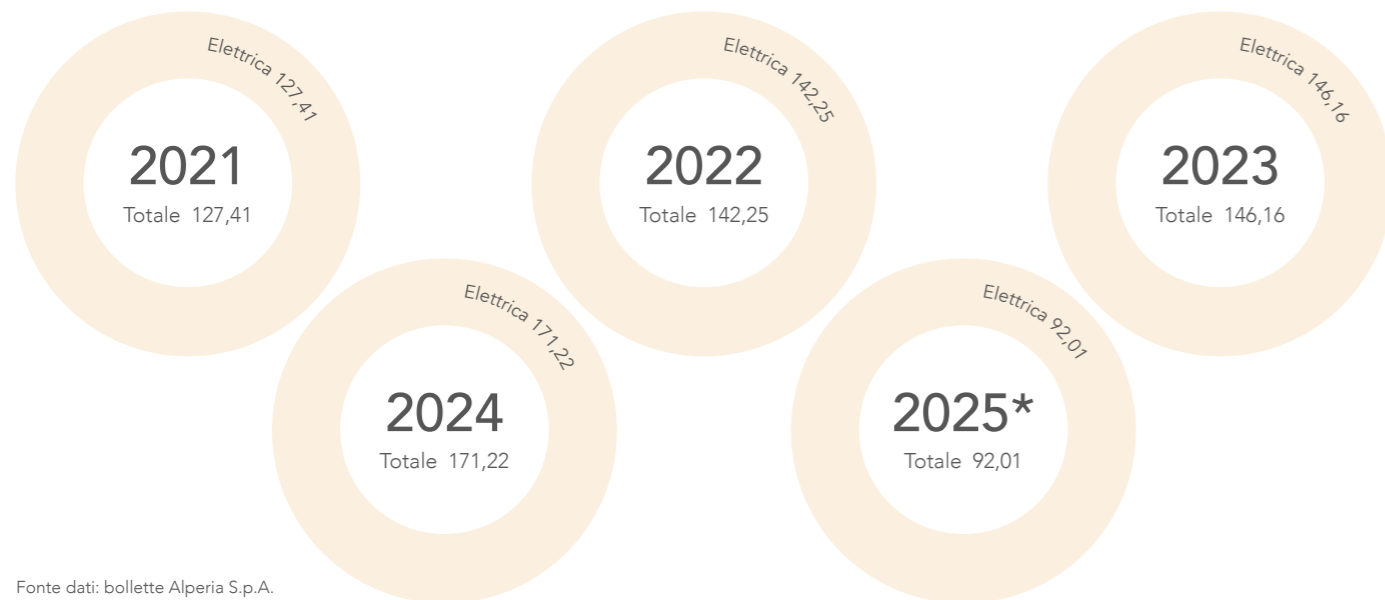 Elettrica 127,41
2021
Totale 127,41
Elettrica 142,25
2022
Totale 142,25
Elettrica 146,16
2023
Totale 146,16
Elettrica 171,22
2024
Totale 171,22
Elettrica 92,01
2025*
Totale 92,01
Fonte dati: bollette Alperia S.p.A.